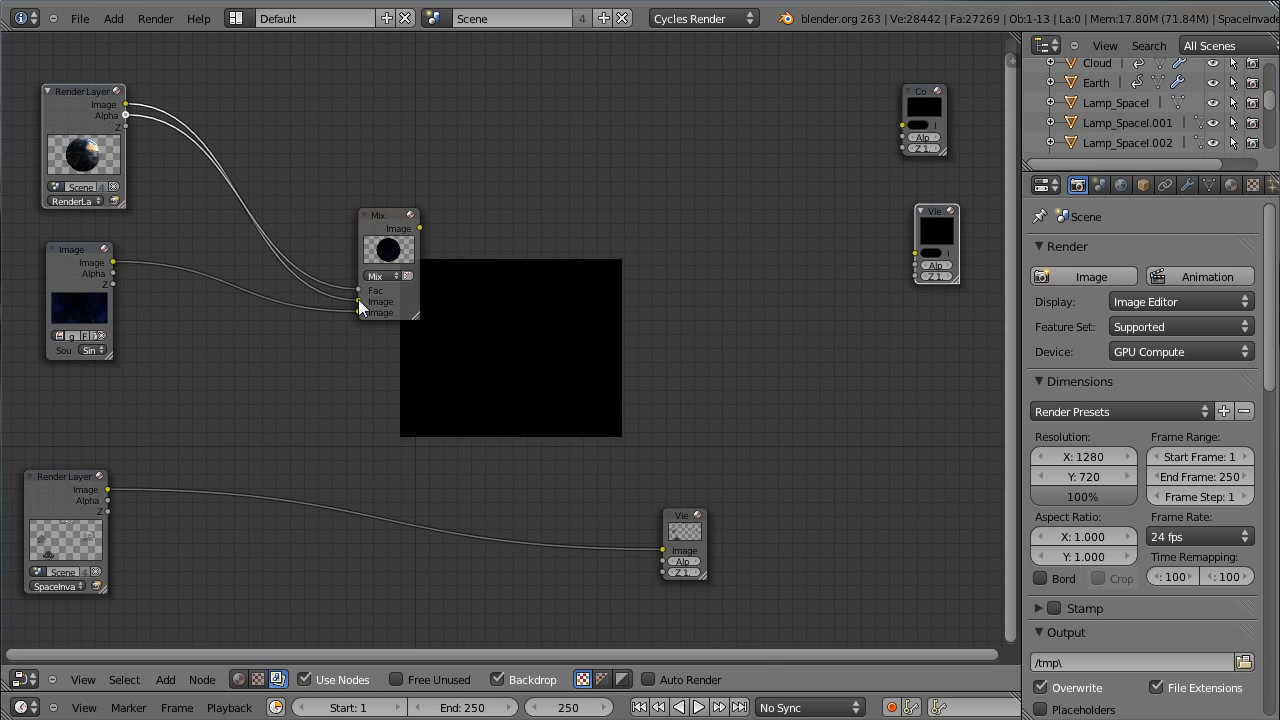 File Add Render Help Default Scene 4 Cycles Render blender.org 263 | Ve:28442 | Fa:27269 | Ob:1-13 | La:0 | Mem:17.80M (71.84M) | SpaceInvade
View Search All Scenes
Cloud
Earth
Lamp_SpaceI
Lamp_SpaceI.001
Lamp_SpaceI.002
Render Layer
Image
Alpha
Z
Scene 4
RenderLa
Image
Image
Alpha
Z
Sou Sin
Mix
Image
Mix
Fac
Image
Image
Co
Alp
Z 1.
Vie
Alp
Z 1.
Render Layer
Image
Alpha
Z
Scene 4
SpaceInva
Vie
Image
Alp
Z 1.
Scene
Render
Image Animation
Display: Image Editor
Feature Set: Supported
Device: GPU Compute
Dimensions
Render Presets
Resolution: Frame Range:
X: 1280 Start Frame: 1
Y: 720 End Frame: 250
100% Frame Step: 1
Aspect Ratio: Frame Rate:
X: 1.000 24 fps
Y: 1.000 Time Remapping:
Bord Crop : 100 : 100
Stamp
Output
/tmp\
Overwrite File Extensions
Placeholders
View Select Add Node Use Nodes Free Unused Backdrop Auto Render
View Marker Frame Playback Start: 1 End: 250 250 No Sync